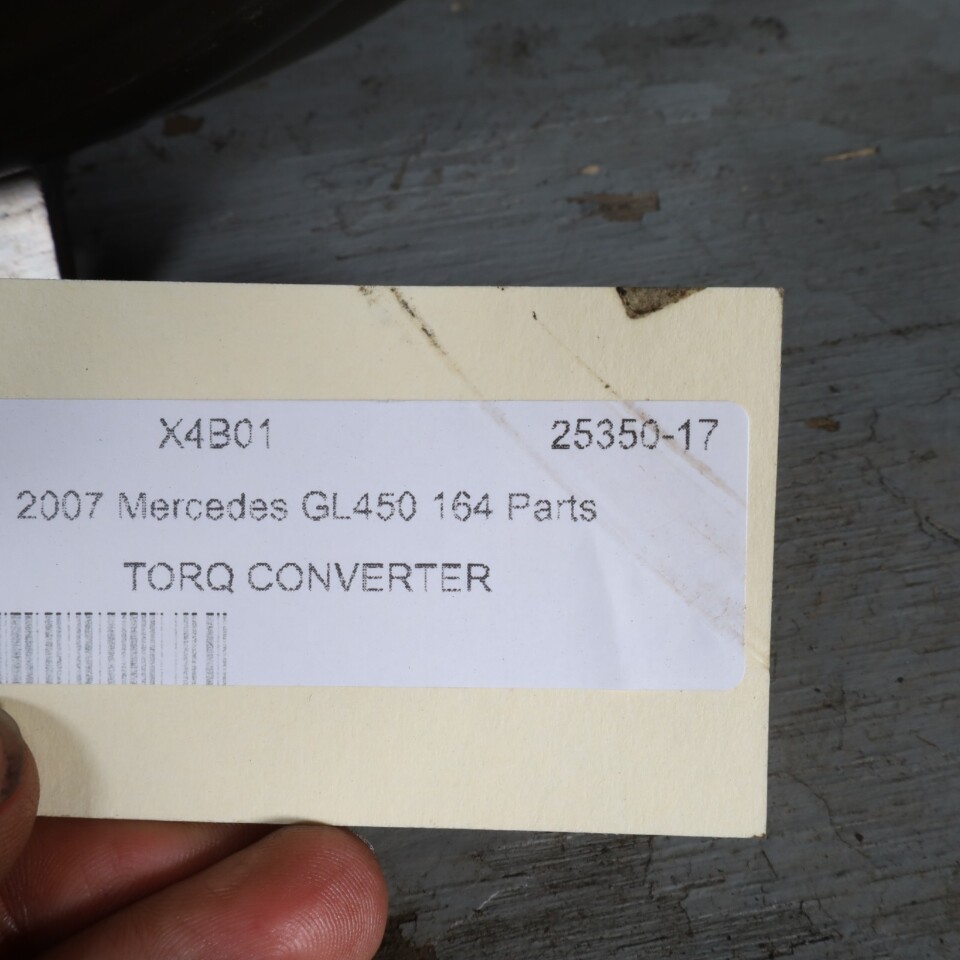 X4B01 25350-17
2007 Mercedes GL450 164 Parts
TORQ CONVERTER